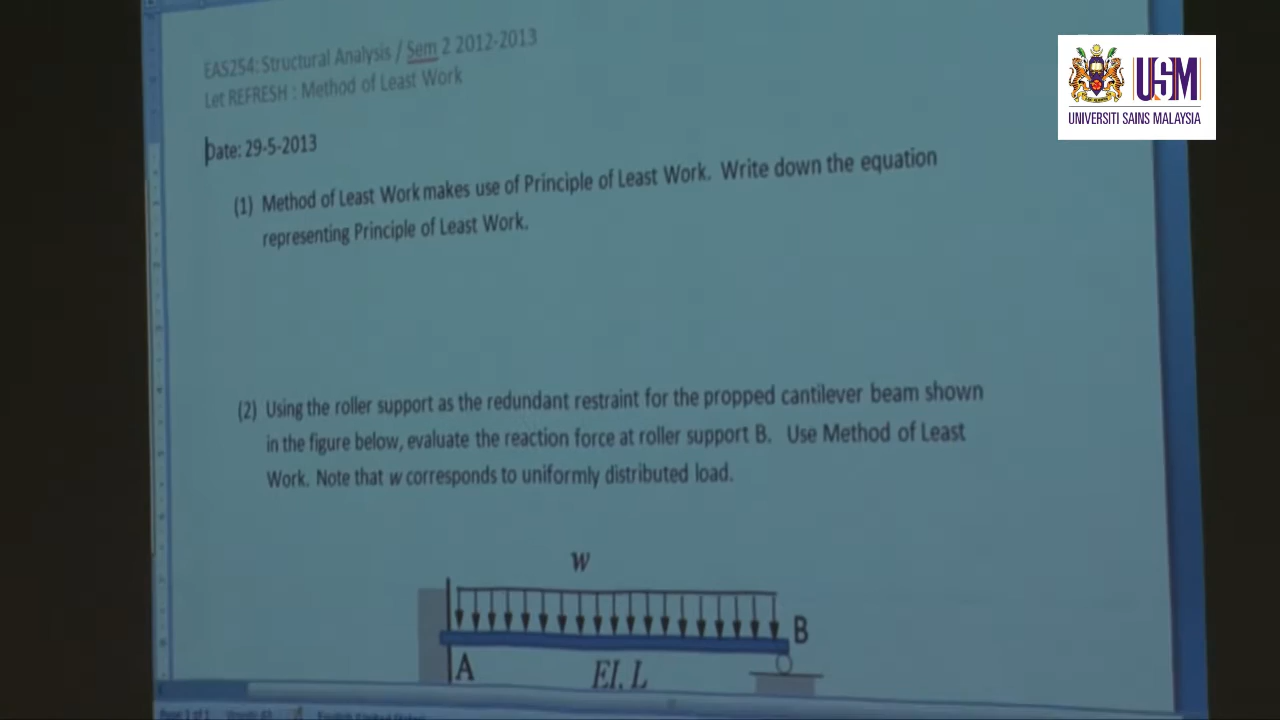 EAS254: Structural Analysis / Sem 2 2012-2013
Let REFRESH : Method of Least Work
USM
UNIVERSITI SAINS MALAYSIA
Date: 29-5-2013
(1) Method of Least Work makes use of Principle of Least Work. Write down the equation
representing Principle of Least Work.
(2) Using the roller support as the redundant restraint for the propped cantilever beam shown
in the figure below, evaluate the reaction force at roller support B. Use Method of Least
Work. Note that w corresponds to uniformly distributed load.
w
B
A
EI, L